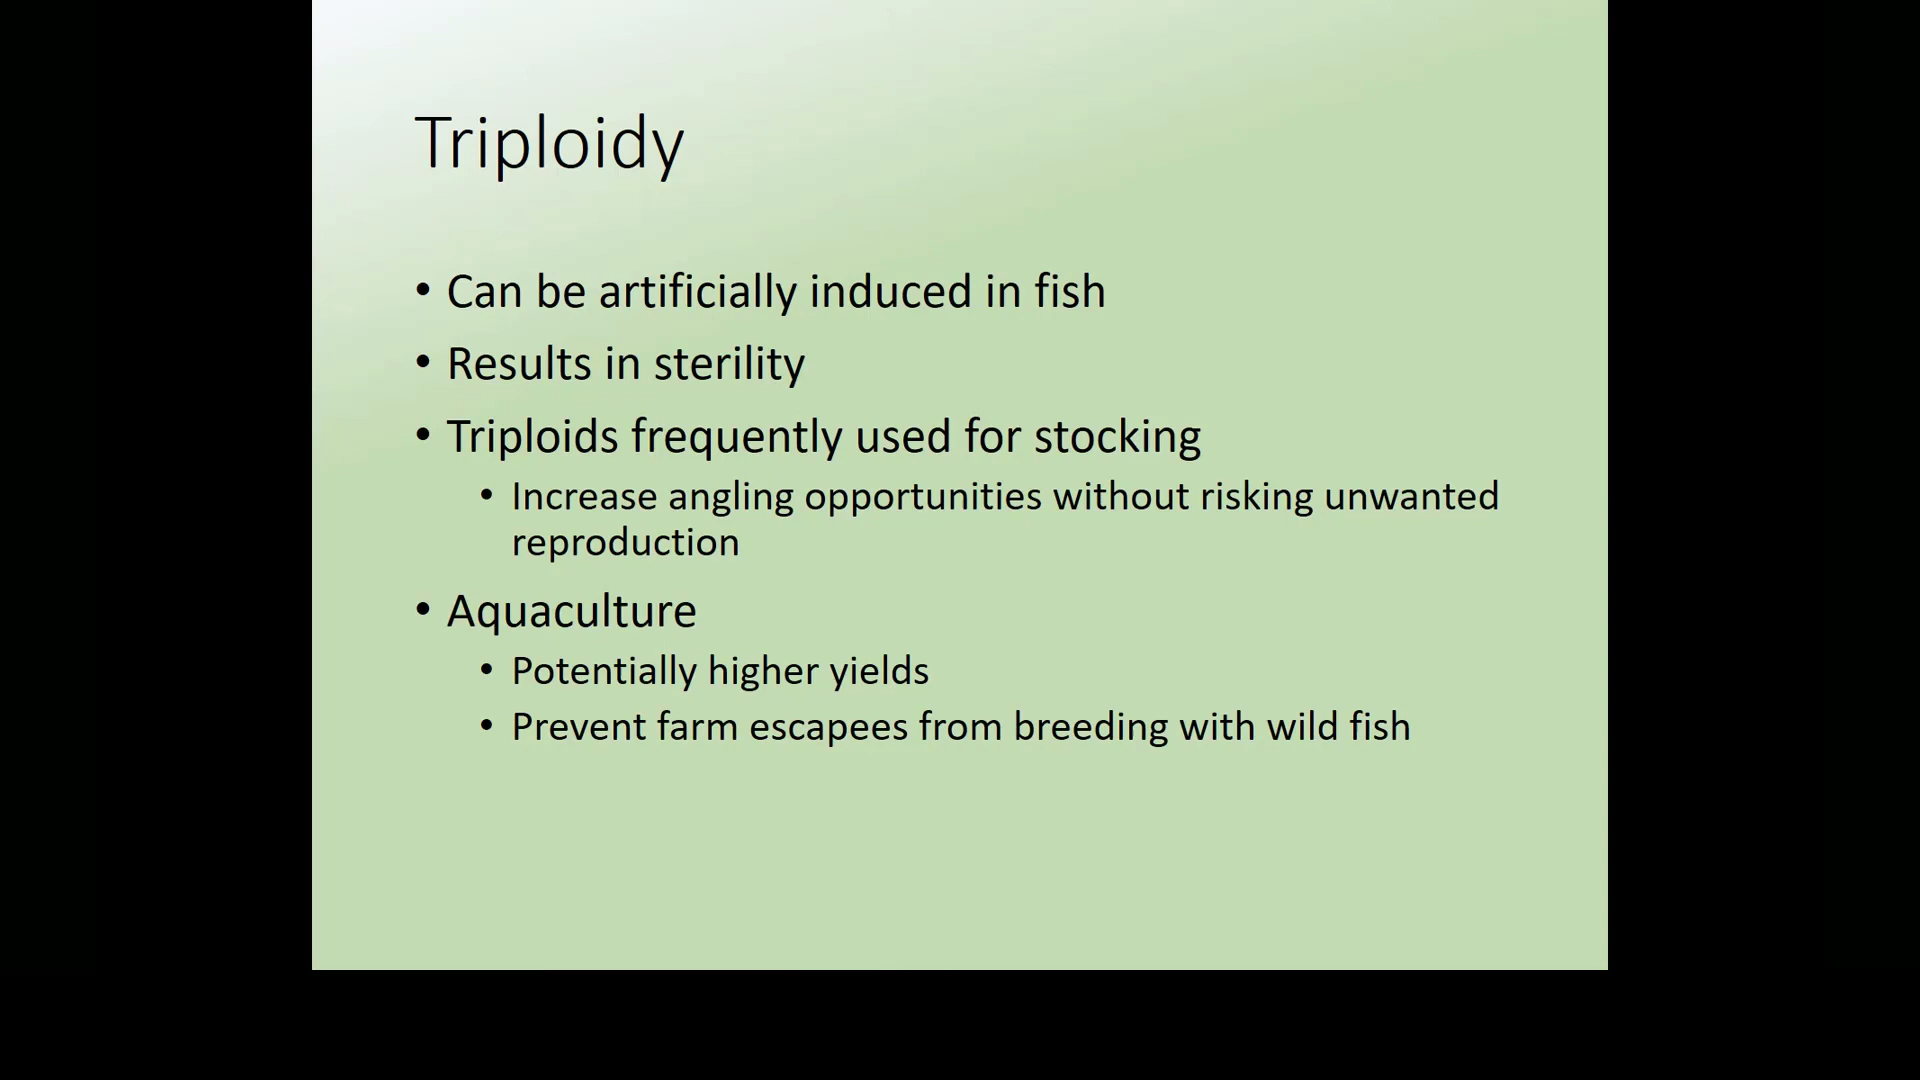 Triploidy
• Can be artificially induced in fish
• Results in sterility
• Triploids frequently used for stocking
• Increase angling opportunities without risking unwanted
reproduction
• Aquaculture
• Potentially higher yields
• Prevent farm escapees from breeding with wild fish